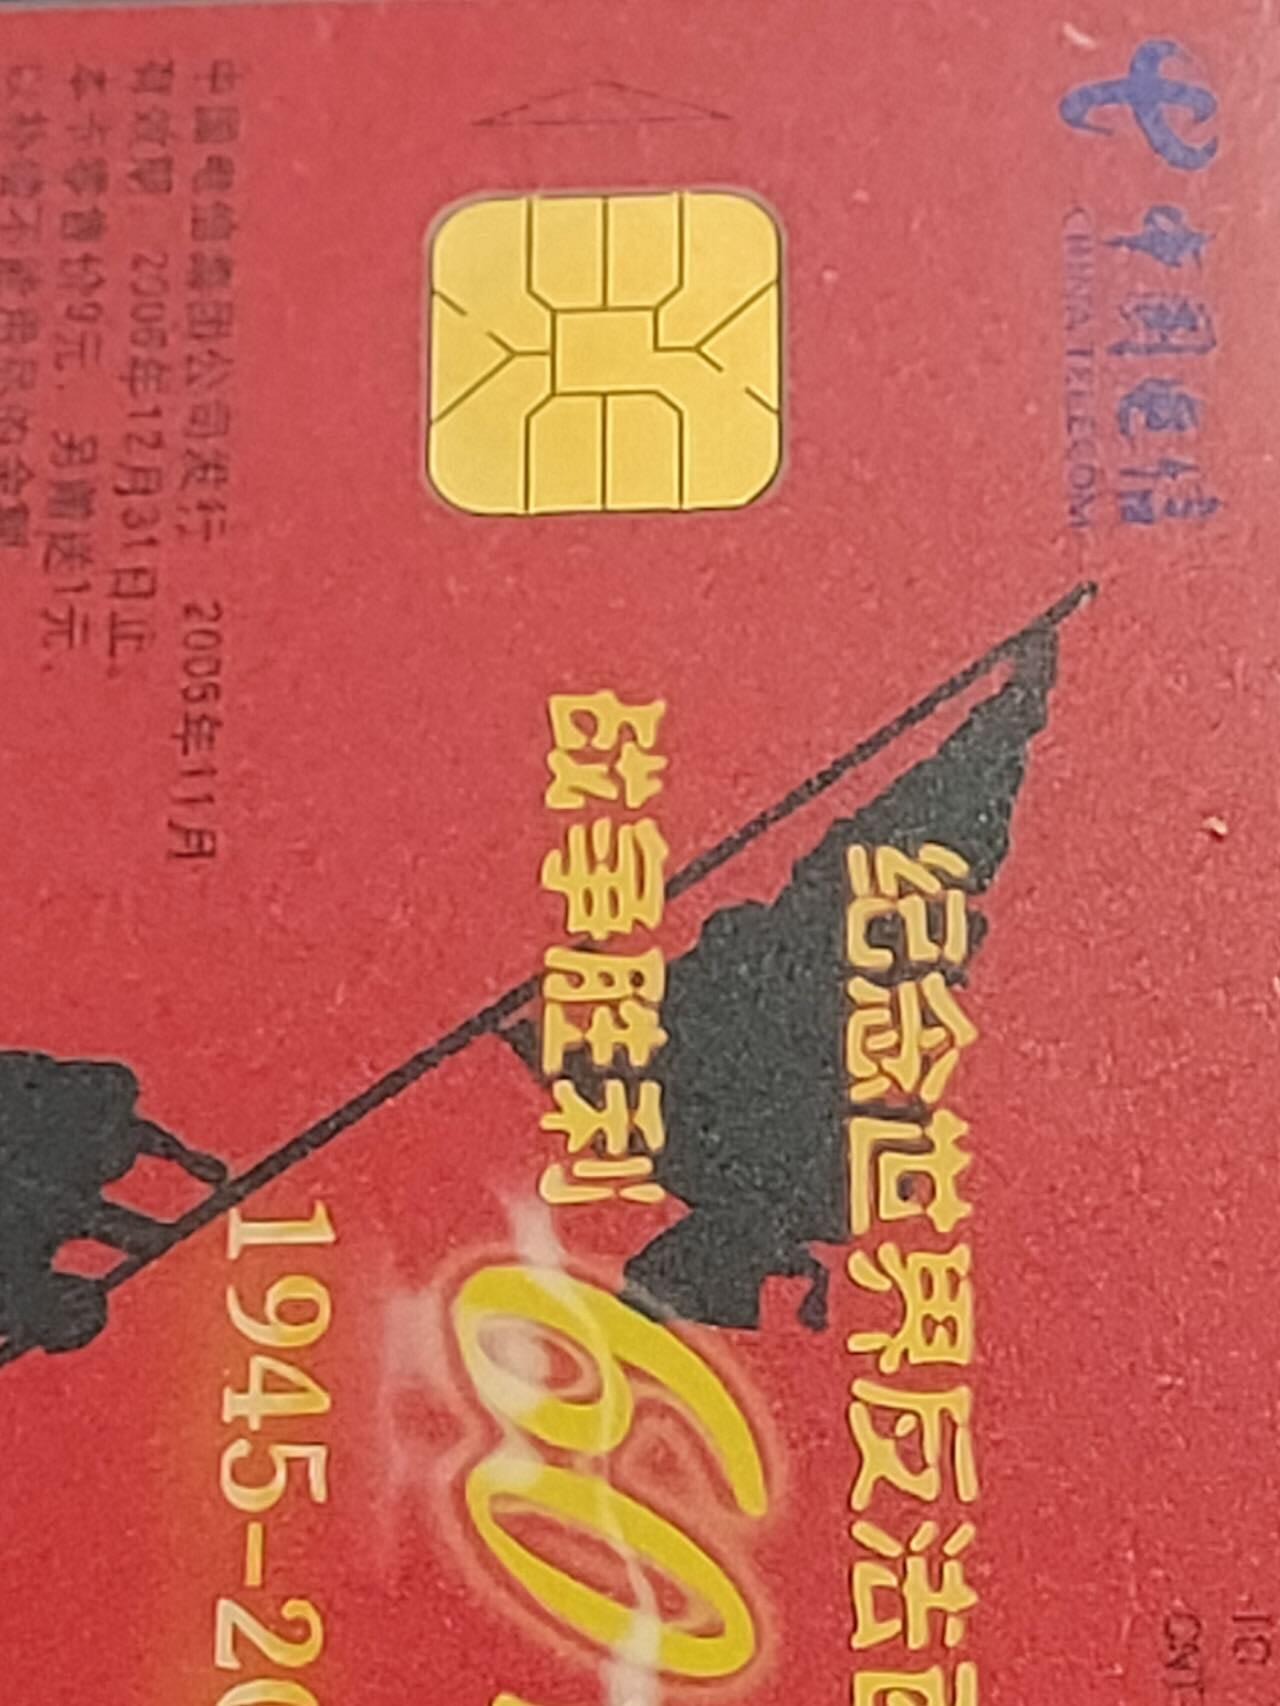 中国电信
CHINA TELECOM
IC
纪念世界反法西
战争胜利
60
1945-20
中国电信集团公司发行 2005年11月
有效期 2006年12月31日止
本卡零售价9元，另赠送1元、